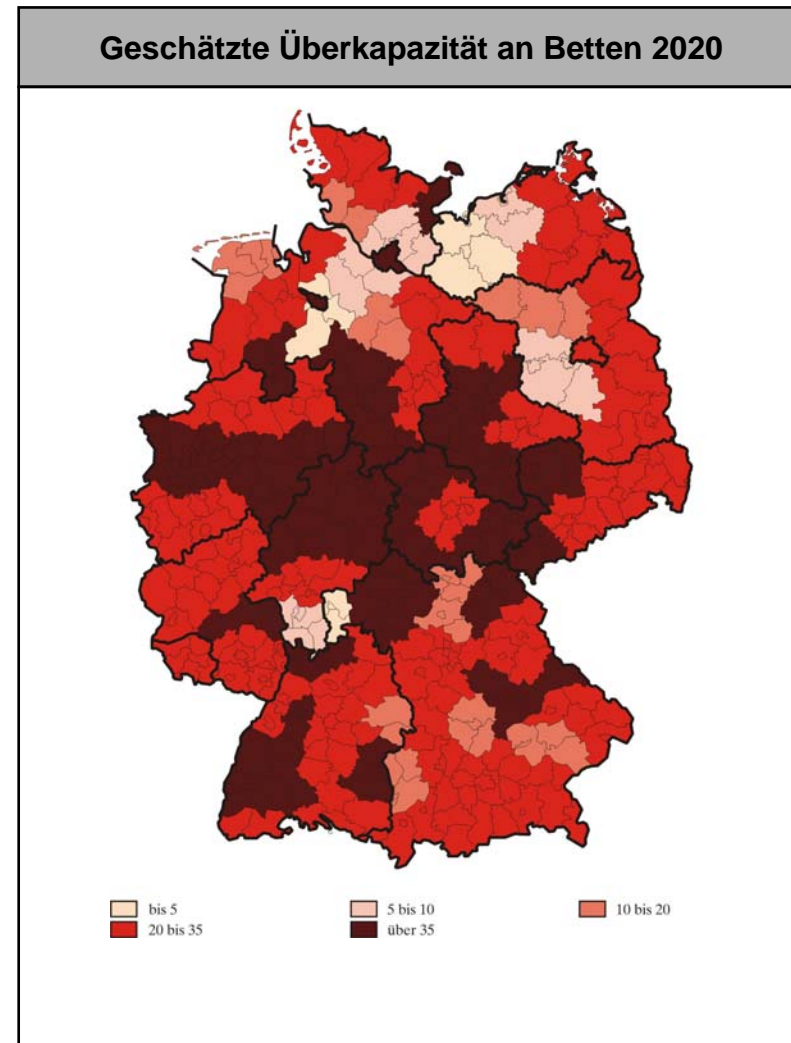 Geschätzte Überkapazität an Betten 2020
bis 5
5 bis 10
10 bis 20
20 bis 35
über 35